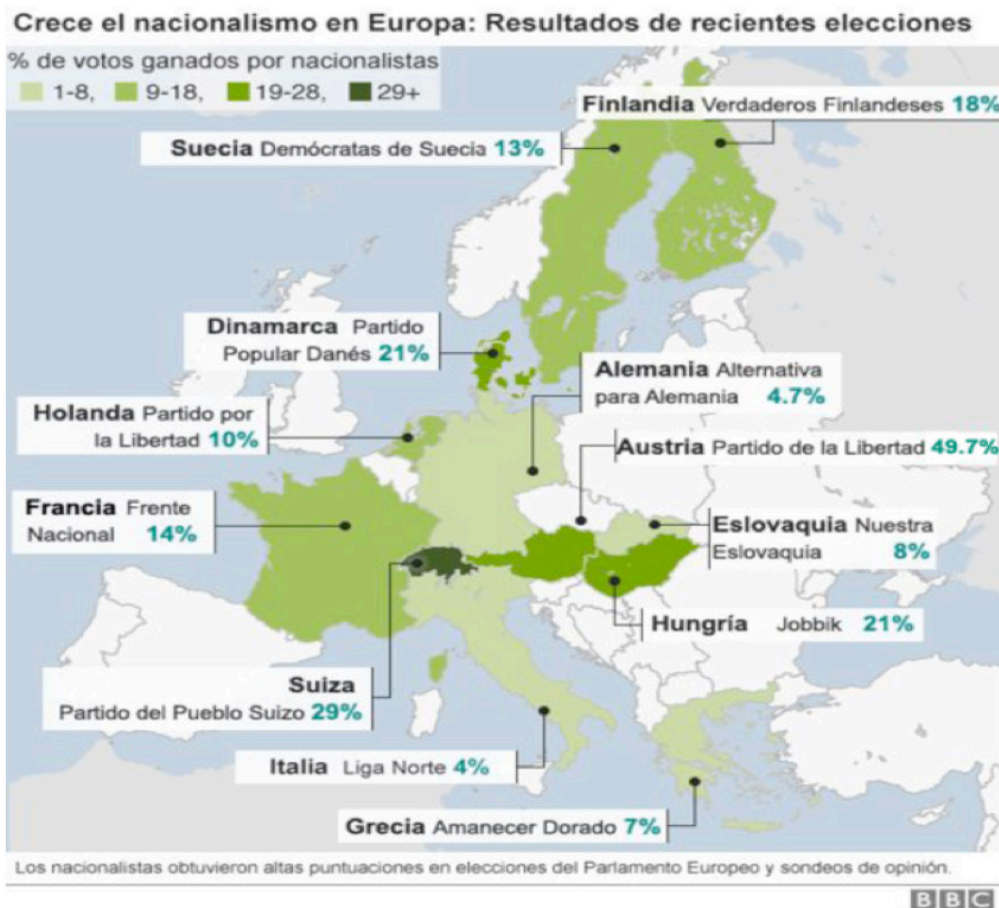 Crece el nacionalismo en Europa: Resultados de recientes elecciones
% de votos ganados por nacionalistas
1-8, 9-18, 19-28, 29+
Finlandia Verdaderos Finlandeses 18%
Suecia Demócratas de Suecia 13%
Dinamarca Partido
Popular Danés 21%
Alemania Alternativa
para Alemania 4.7%
Holanda Partido por
la Libertad 10%
Austria Partido de la Libertad 49.7%
Francia Frente
Nacional 14%
Eslovaquia Nuestra
Eslovaquia 8%
Hungría Jobbik 21%
Suiza
Partido del Pueblo Suizo 29%
Italia Liga Norte 4%
Grecia Amanecer Dorado 7%
Los nacionalistas obtuvieron altas puntuaciones en elecciones del Parlamento Europeo y sondeos de opinión.
BBC